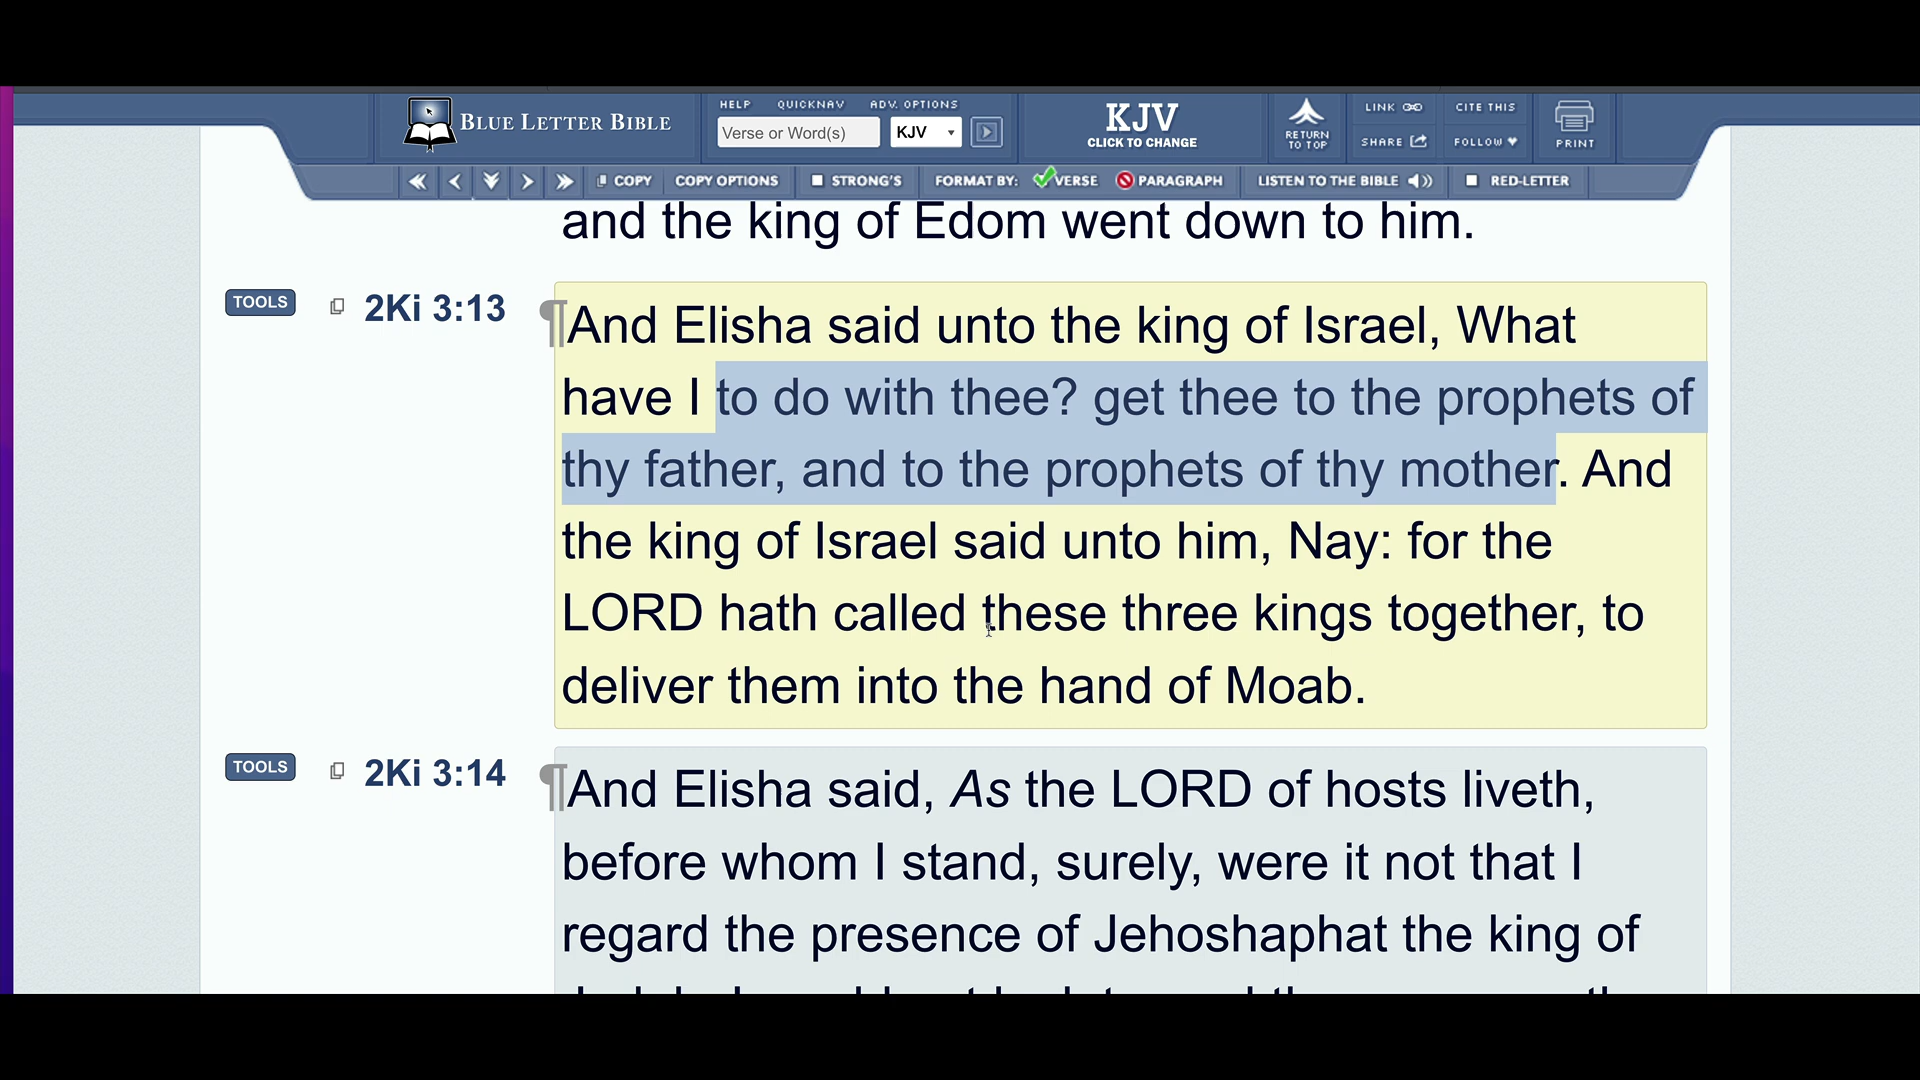 HELP QUICKNAV ADV. OPTIONS
BLUE LETTER BIBLE
Verse or Word(s) KJV
KJV
CLICK TO CHANGE
RETURN
TO TOP
LINK CITE THIS
SHARE FOLLOW
PRINT
COPY COPY OPTIONS STRONG'S FORMAT BY: VERSE PARAGRAPH LISTEN TO THE BIBLE RED-LETTER
and the king of Edom went down to him.
TOOLS 2Ki 3:13 ¶And Elisha said unto the king of Israel, What
have I to do with thee? get thee to the prophets of
thy father, and to the prophets of thy mother. And
the king of Israel said unto him, Nay: for the
LORD hath called these three kings together, to
deliver them into the hand of Moab.
TOOLS 2Ki 3:14 ¶And Elisha said, As the LORD of hosts liveth,
before whom I stand, surely, were it not that I
regard the presence of Jehoshaphat the king of